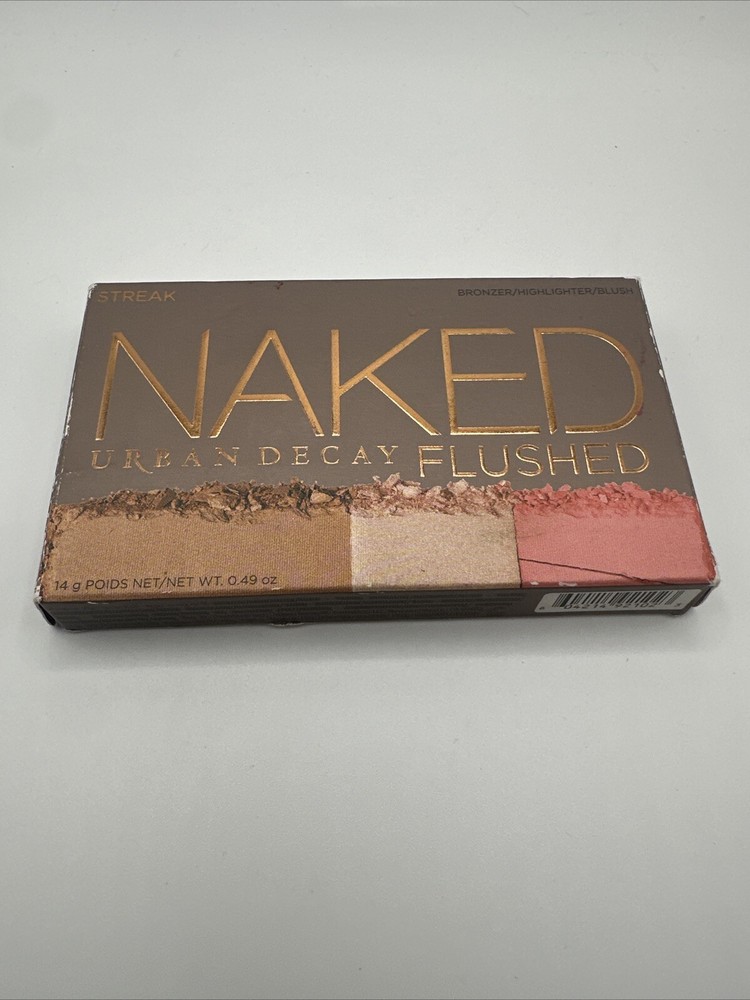 STREAK
BRONZER/HIGHLIGHTER/BLUSH
NAKED
URBAN DECAY FLUSHED
14 g POIDS NET/NET WT. 0.49 oz